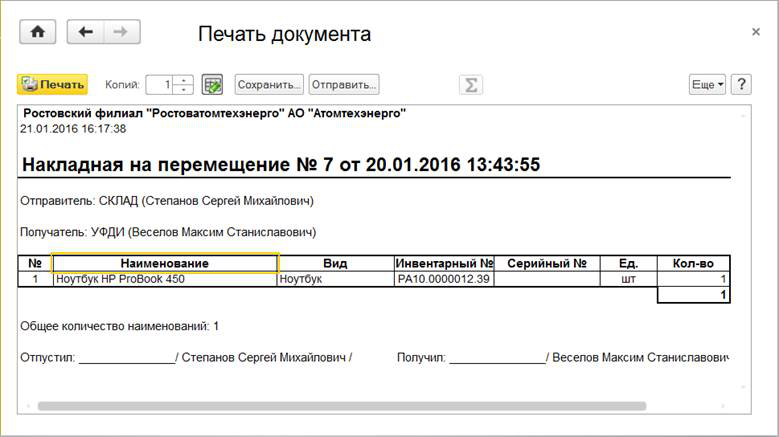 Печать документа
Печать Копий: 1 Сохранить... Отправить... Σ Еще ?
Ростовский филиал "Ростоватомтехэнерго" АО "Атомтехэнерго"
21.01.2016 16:17:38
Накладная на перемещение № 7 от 20.01.2016 13:43:55
Отправитель: СКЛАД (Степанов Сергей Михайлович)
Получатель: УФДИ (Веселов Максим Станиславович)
№ Наименование Вид Инвентарный № Серийный № Ед. Кол-во
1 Ноутбук HP ProBook 450 Ноутбук РА10.0000012.39 шт 1
1
Общее количество наименований: 1
Отпустил: _______________/ Степанов Сергей Михайлович / Получил: _______________/ Веселов Максим Станиславович